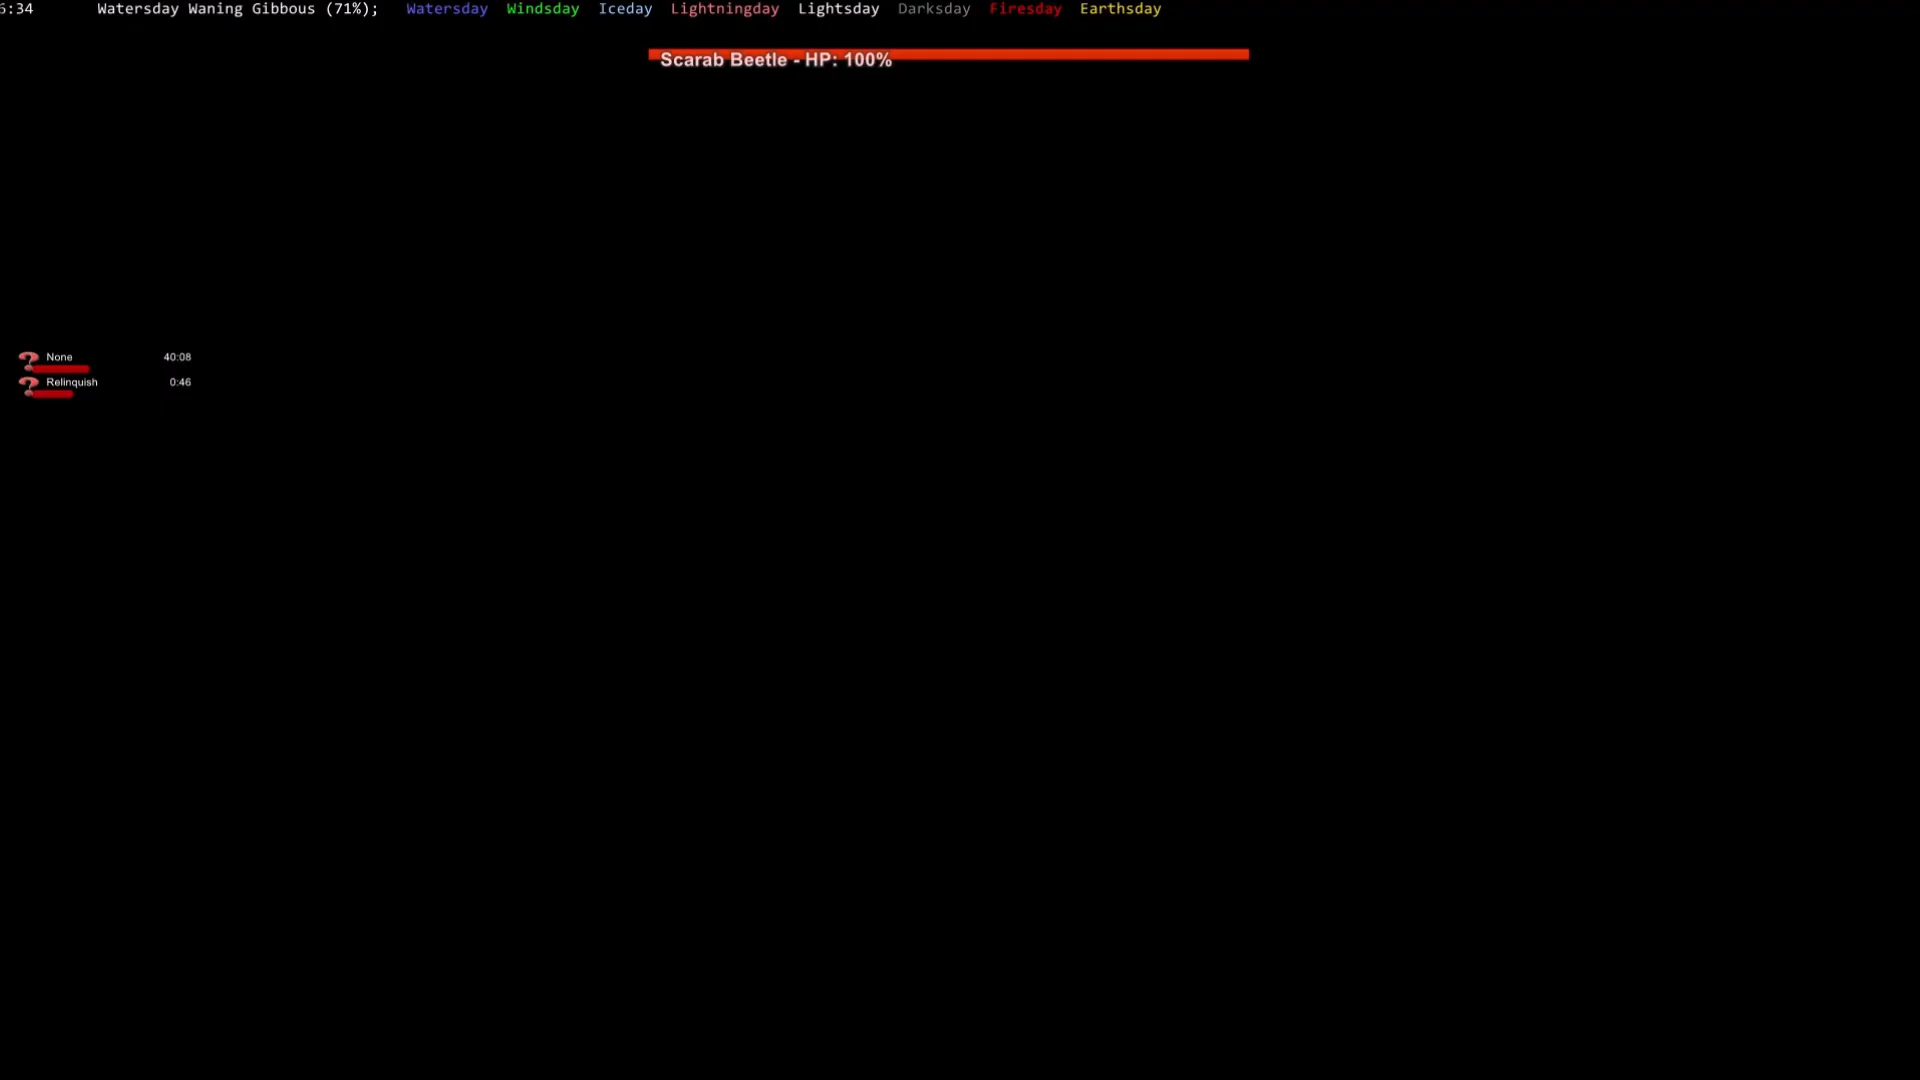 :34 Watersday Waning Gibbous (71%); Watersday Windsday Iceday Lightningday Lightsday Darksday Firesday Earthsday
Scarab Beetle - HP: 100%
None 40:08
Relinquish 0:46